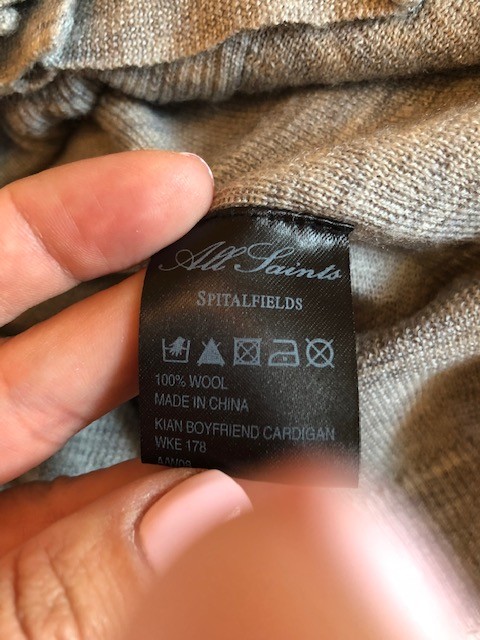 All Saints
SPITALFIELDS
100% WOOL
MADE IN CHINA
KIAN BOYFRIEND CARDIGAN
WKE 178